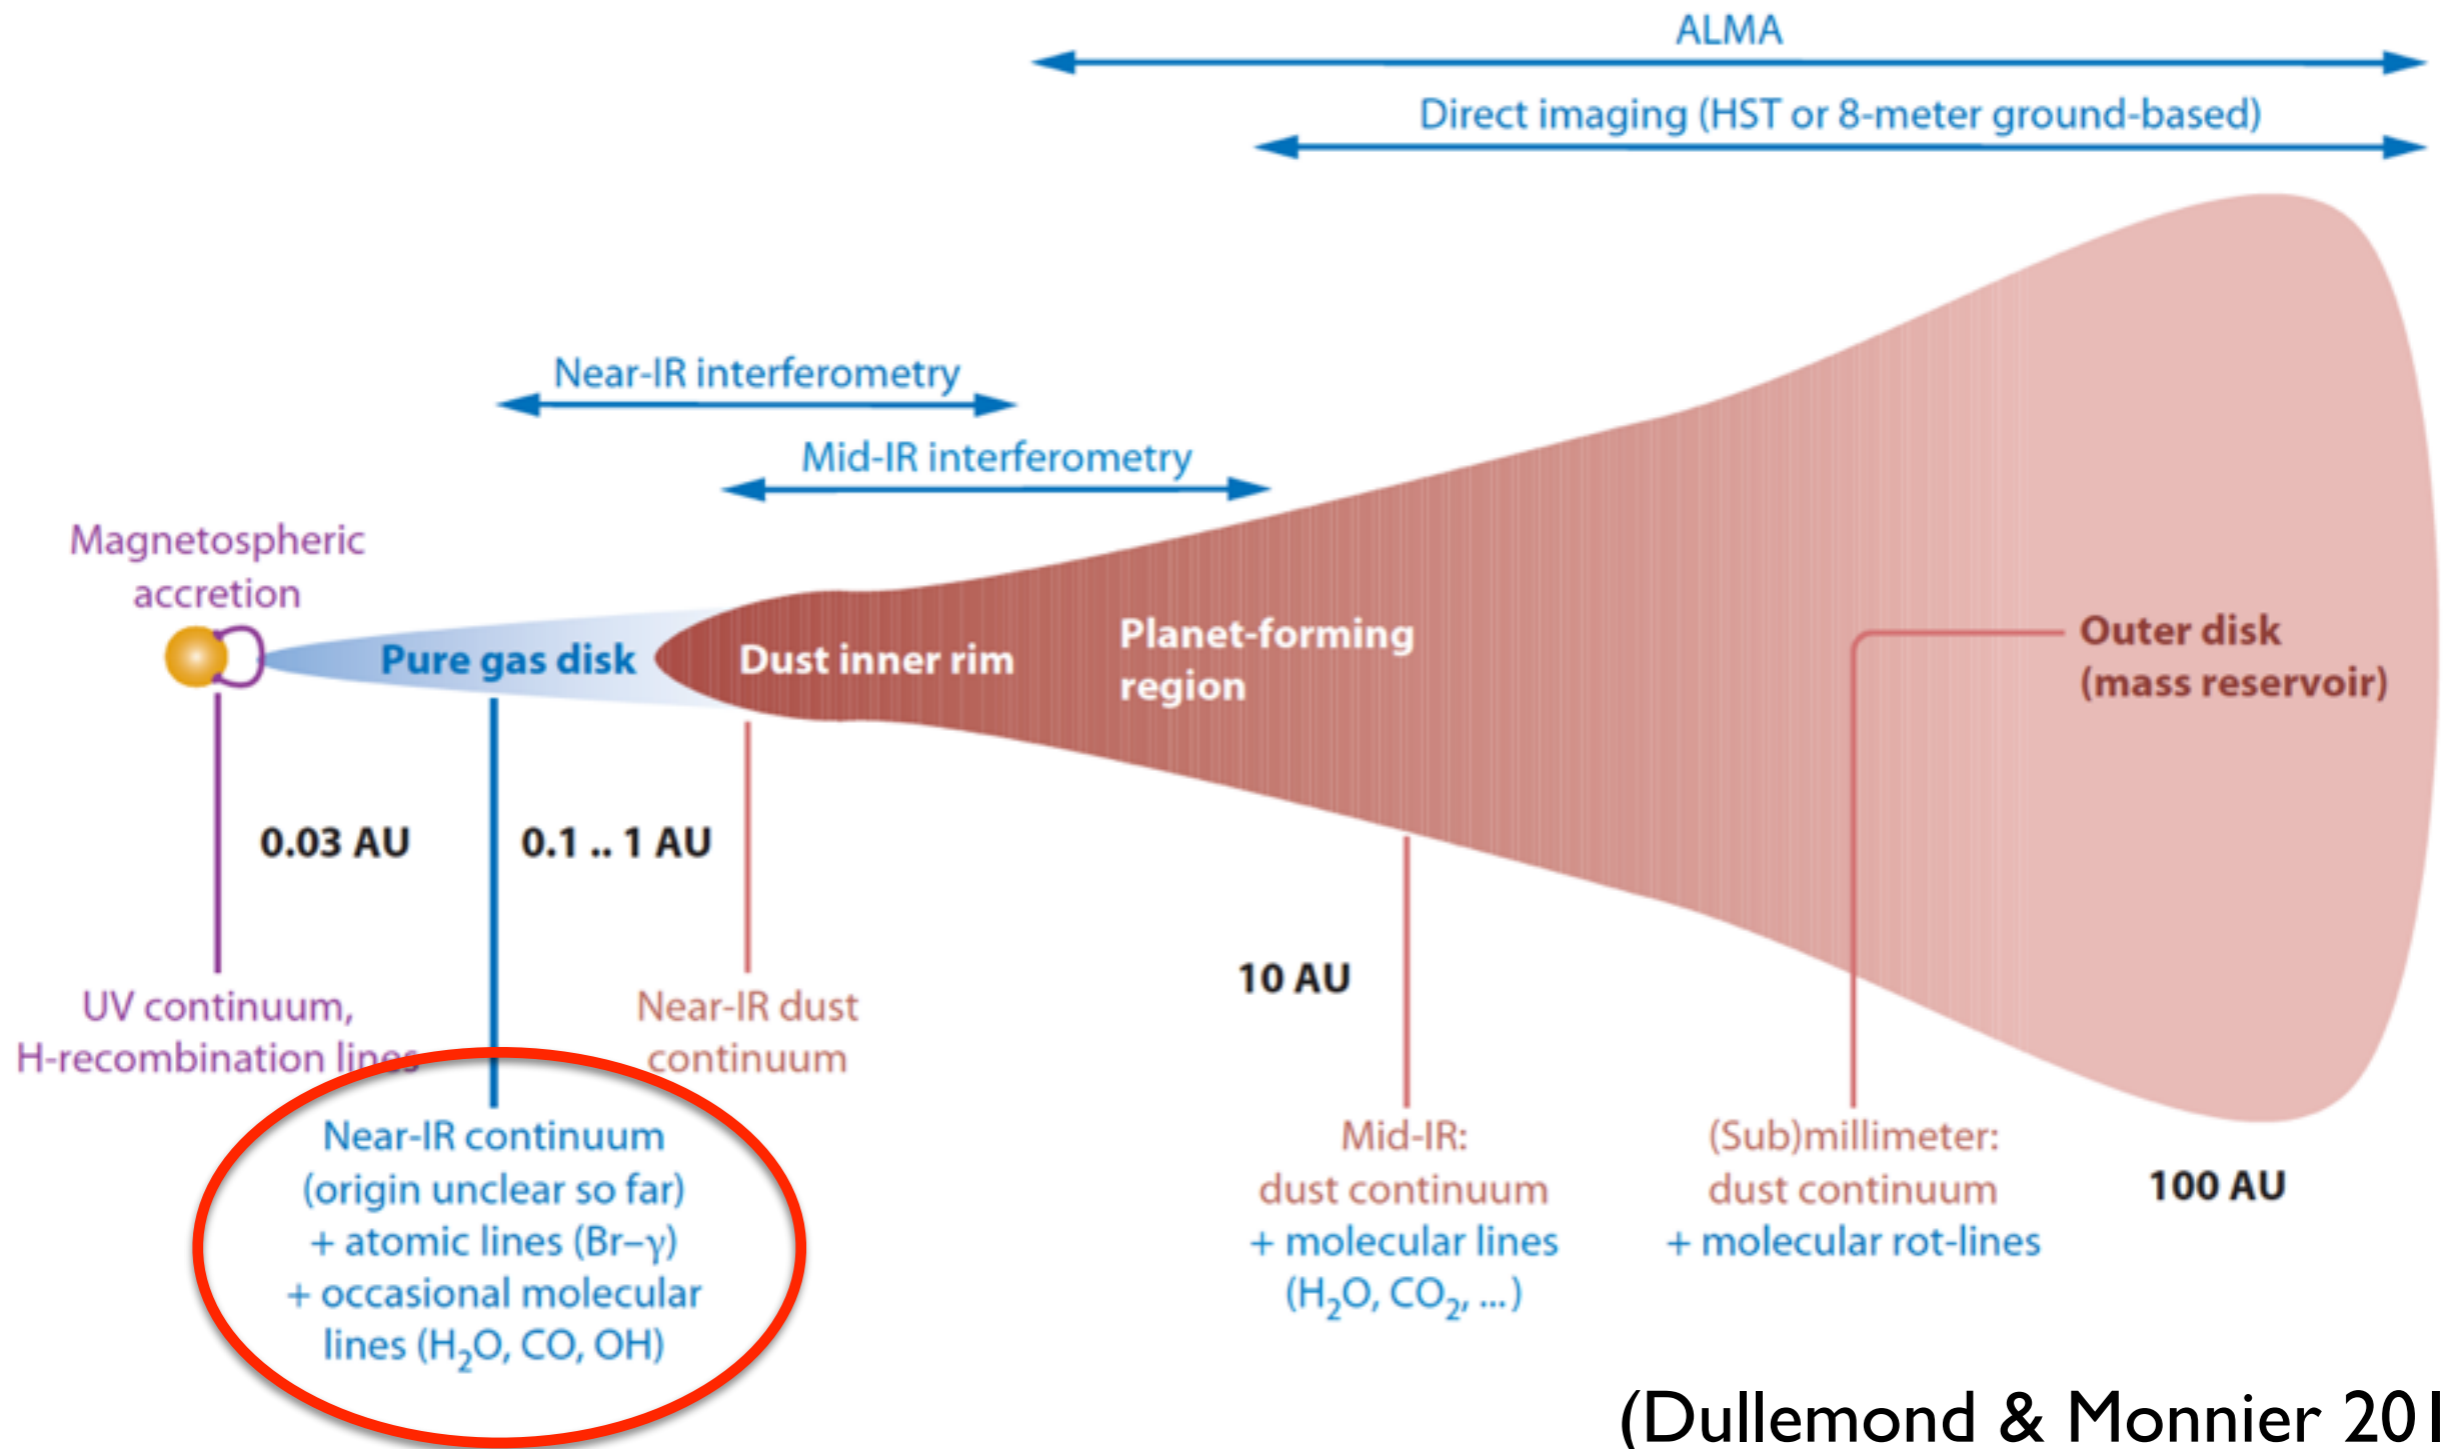 ALMA
Direct imaging (HST or 8-meter ground-based)
Near-IR interferometry
Mid-IR interferometry
Magnetospheric
accretion
Pure gas disk
Dust inner rim
Planet-forming
region
Outer disk
(mass reservoir)
0.03 AU
0.1 .. 1 AU
10 AU
100 AU
UV continuum,
H-recombination lines
Near-IR dust
continuum
Near-IR continuum
(origin unclear so far)
+ atomic lines (Br–γ)
+ occasional molecular
lines (H₂O, CO, OH)
Mid-IR:
dust continuum
+ molecular lines
(H₂O, CO₂, ...)
(Sub)millimeter:
dust continuum
+ molecular rot-lines
(Dullemond & Monnier 201